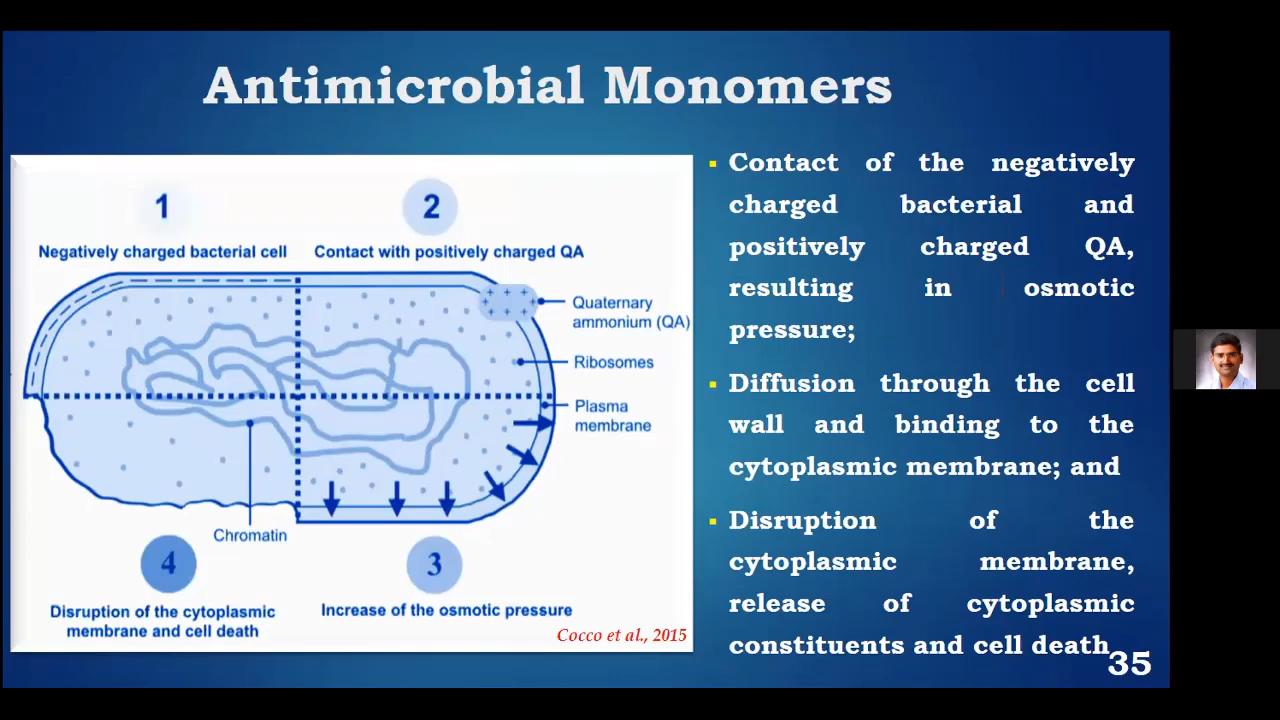 Antimicrobial Monomers
1
2
Negatively charged bacterial cell
Contact with positively charged QA
+ + + + + + +
Quaternary
ammonium (QA)
Ribosomes
Plasma
membrane
Chromatin
4
3
Disruption of the cytoplasmic
membrane and cell death
Increase of the osmotic pressure
Cocco et al., 2015
▪ Contact of the negatively
charged bacterial and
positively charged QA,
resulting in osmotic
pressure;
▪ Diffusion through the cell
wall and binding to the
cytoplasmic membrane; and
▪ Disruption of the
cytoplasmic membrane,
release of cytoplasmic
constituents and cell death
35